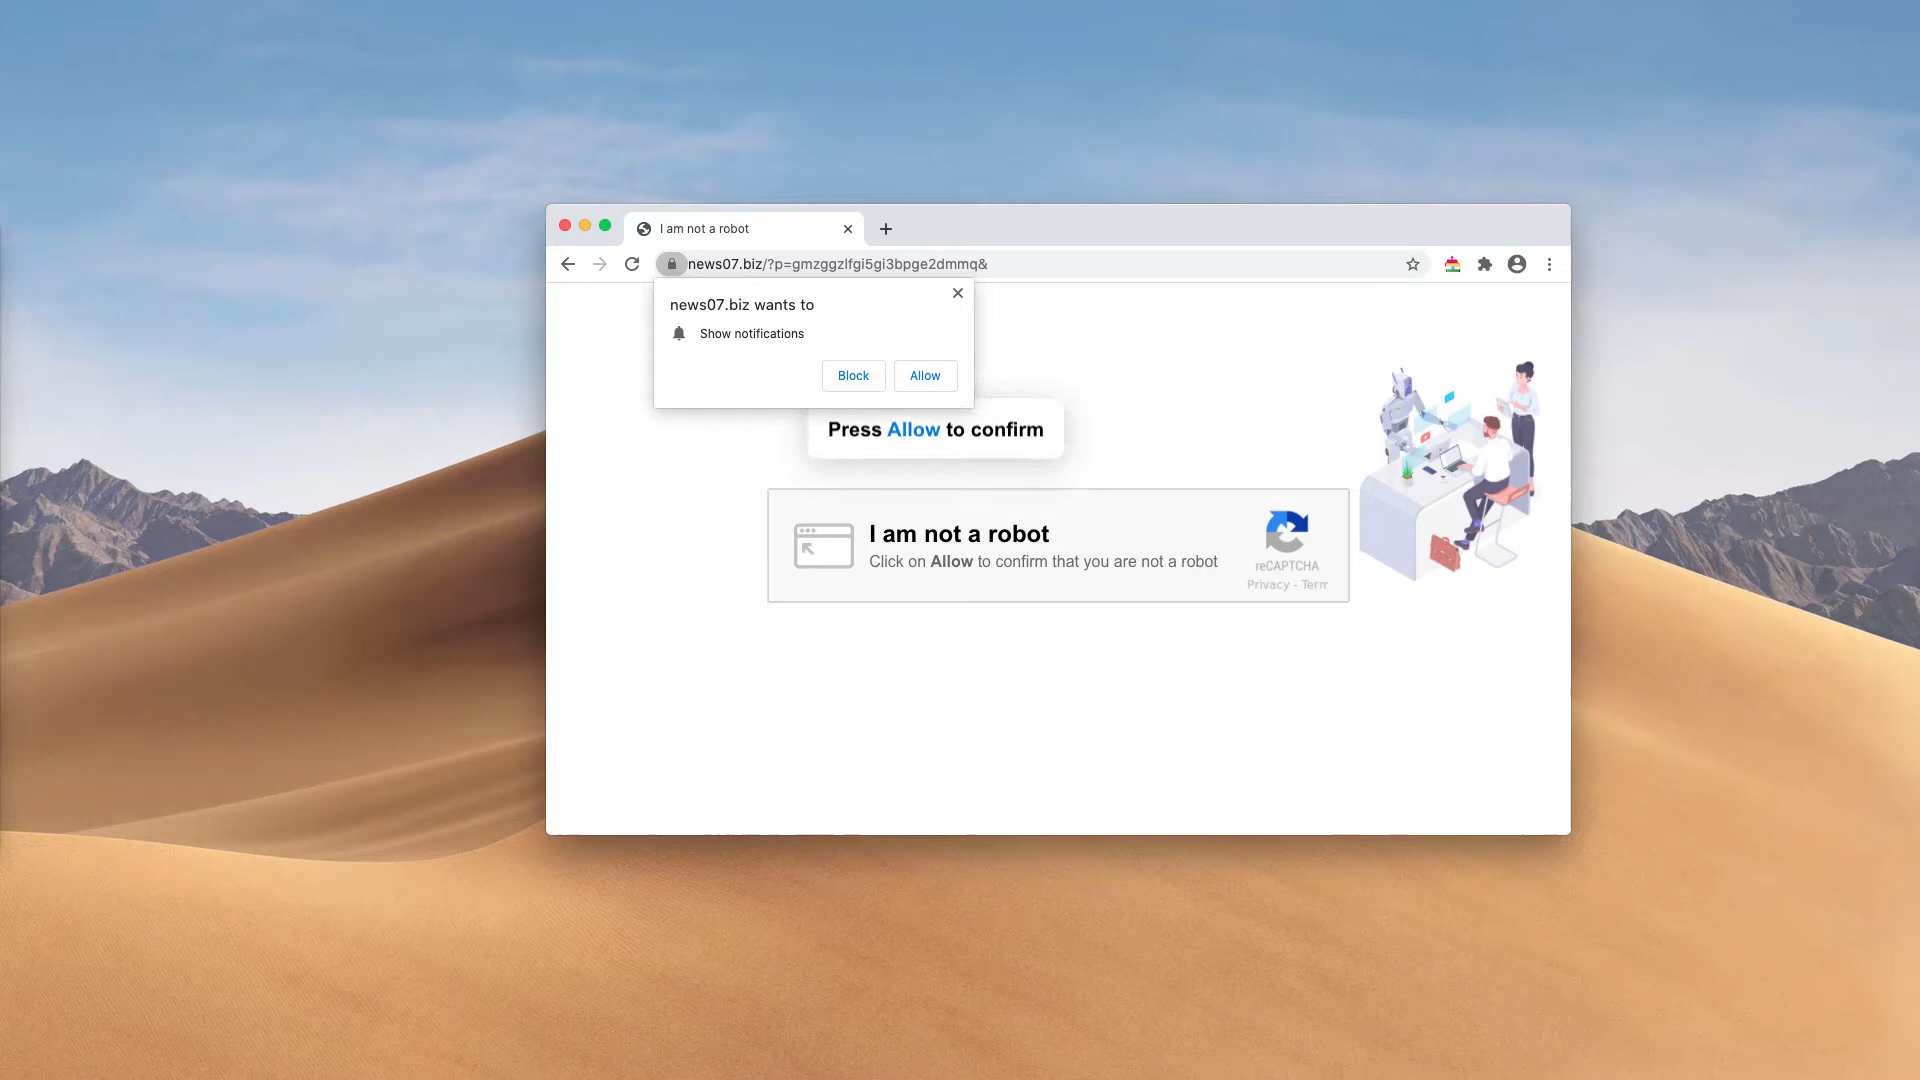 I am not a robot
news07.biz/?p=gmzggzlfgi5gi3bpge2dmmq&
news07.biz wants to
Show notifications
Block
Allow
Press Allow to confirm
I am not a robot
Click on Allow to confirm that you are not a robot
reCAPTCHA
Privacy - Term